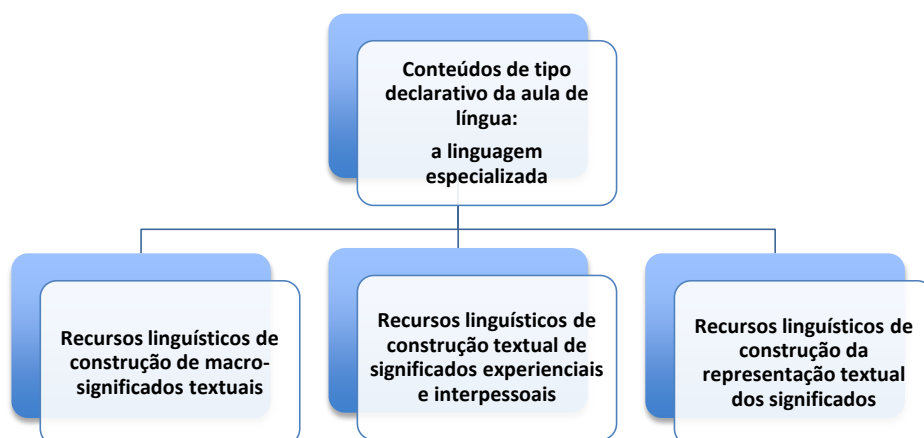 Conteúdos de tipo
declarativo da aula de
língua:
a linguagem
especializada
Recursos linguísticos de
construção de macro-
significados textuais
Recursos linguísticos de
construção textual de
significados experienciais
e interpessoais
Recursos linguísticos de
construção da
representação textual
dos significados